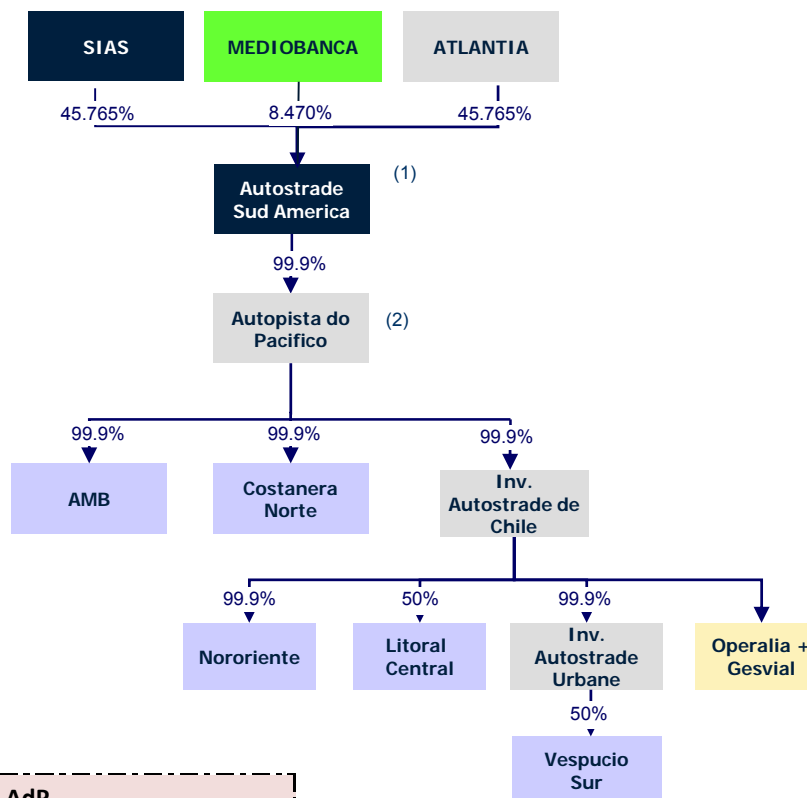 SIAS
MEDIOBANCA
ATLANTIA
45.765%
8.470%
45.765%
Autostrade
Sud America
(1)
99.9%
Autopista do
Pacifico
(2)
99.9%
99.9%
99.9%
AMB
Costanera
Norte
Inv.
Autostrade de
Chile
99.9%
50%
99.9%
Nororiente
Litoral
Central
Inv.
Autostrade
Urbane
Operalia +
Gesvial
50%
Vespucio
Sur
AdP